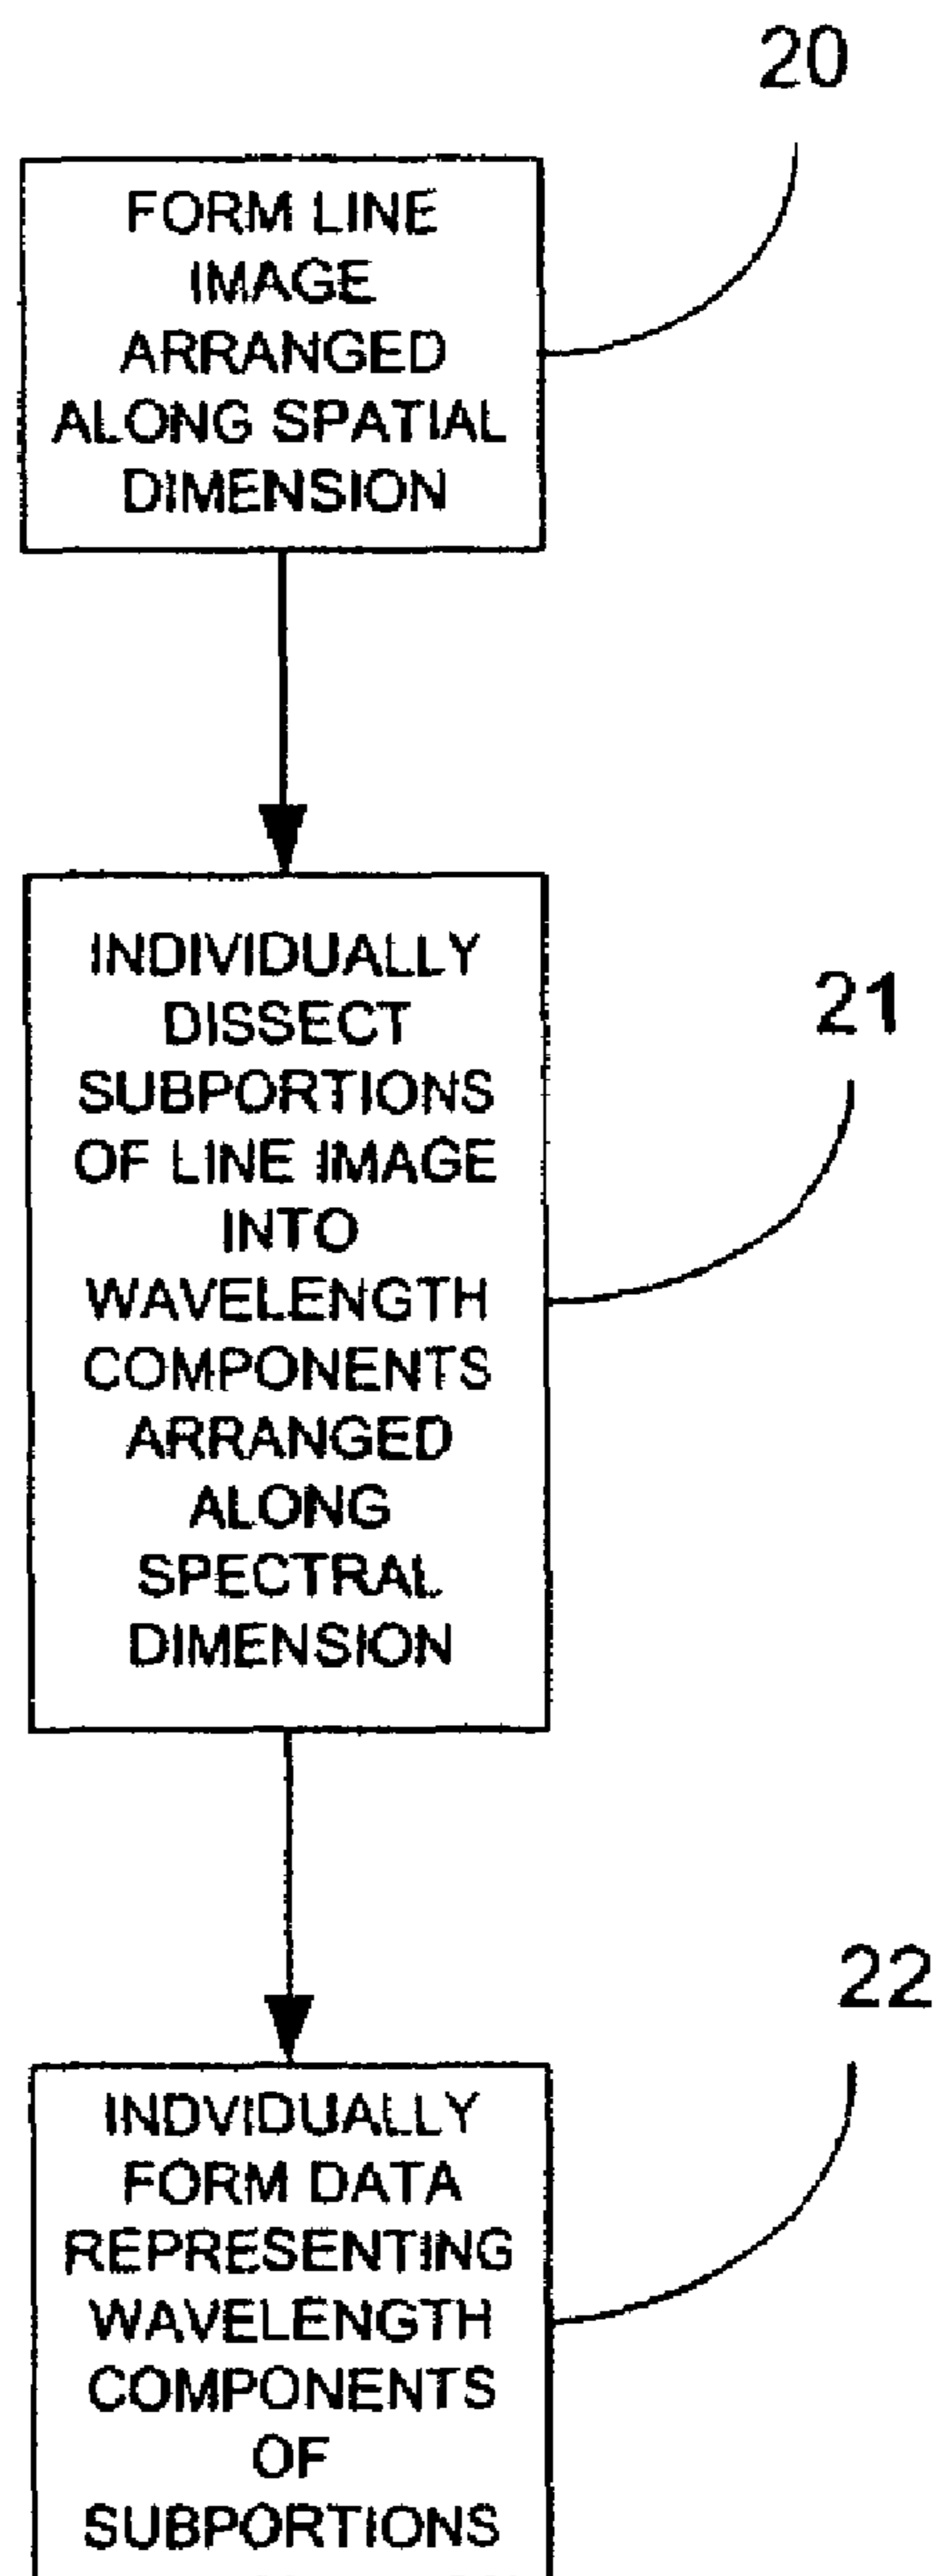 20
FORM LINE
IMAGE
ARRANGED
ALONG SPATIAL
DIMENSION
INDIVIDUALLY
DISSECT
SUBPORTIONS
OF LINE IMAGE
INTO
WAVELENGTH
COMPONENTS
ARRANGED
ALONG
SPECTRAL
DIMENSION
21
INDVIDUALLY
FORM DATA
REPRESENTING
WAVELENGTH
COMPONENTS
OF
SUBPORTIONS
22